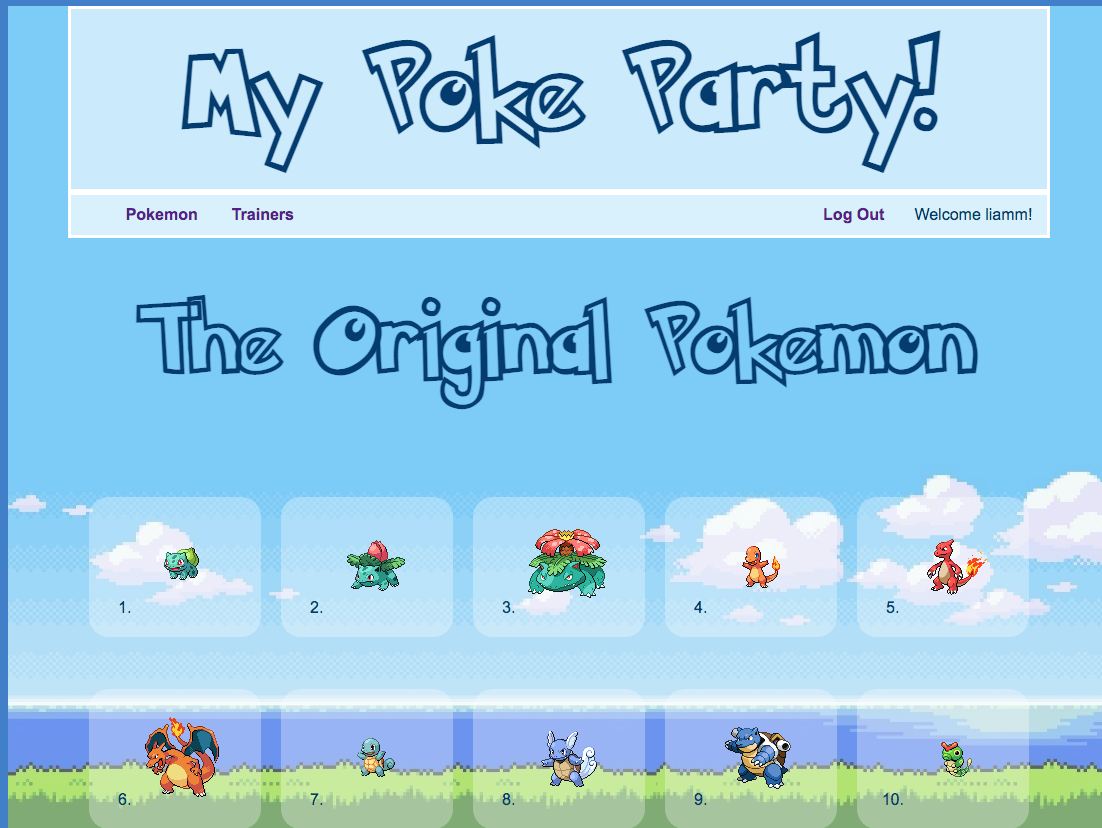 My Poke Party!
Pokemon Trainers Log Out Welcome liamm!
The Original Pokemon
1. 2. 3. 4. 5.
6. 7. 8. 9. 10.